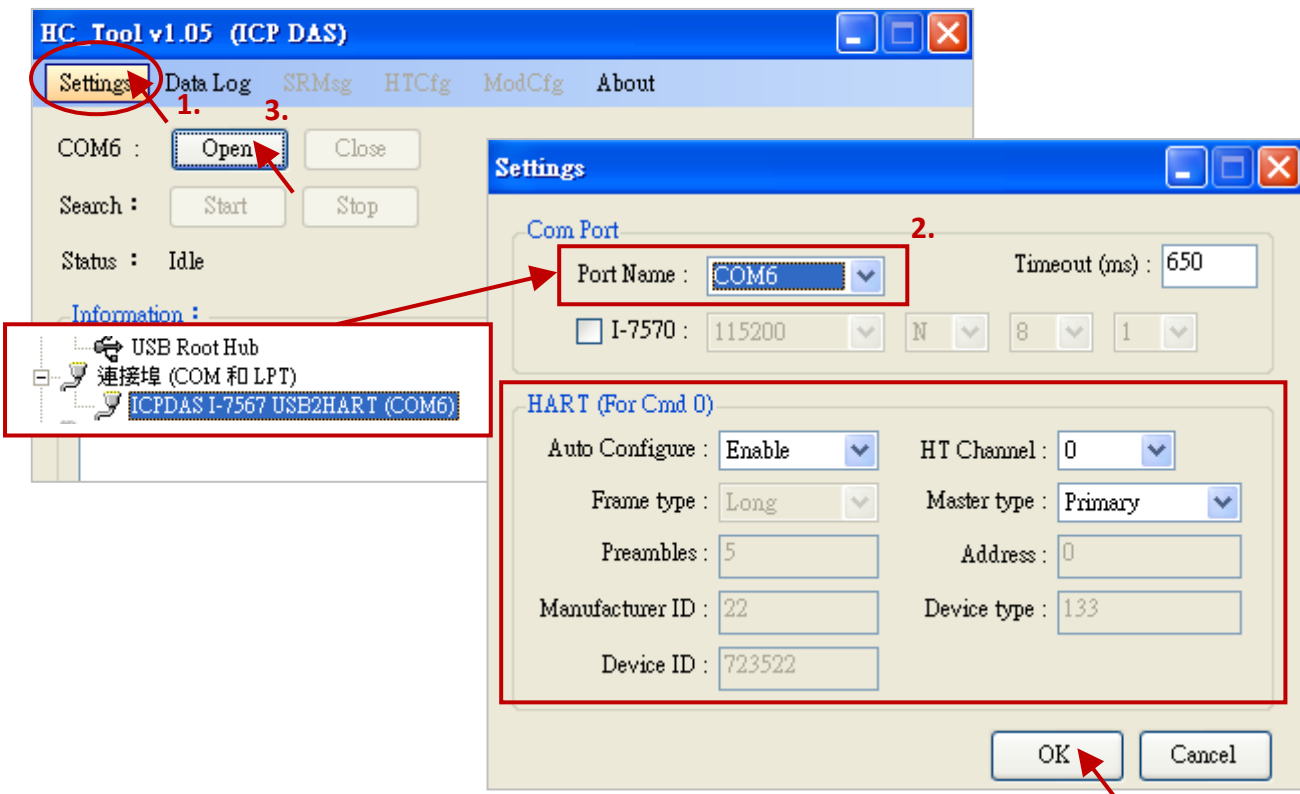 HC_Tool v1.05 (ICP DAS)
Settings Data Log SRMsg HTCfg ModCfg About
1. 3.
COM6 : Open Close
Search : Start Stop
Status : Idle
Information :
USB Root Hub
連接埠 (COM 和 LPT)
ICPDAS I-7567 USB2HART (COM6)
Settings
Com Port
2.
Port Name : COM6 Timeout (ms) : 650
I-7570 : 115200 N 8 1
HART (For Cmd 0)
Auto Configure : Enable HT Channel : 0
Frame type : Long Master type : Primary
Preambles : 5 Address : 0
Manufacturer ID : 22 Device type : 133
Device ID : 723522
OK Cancel